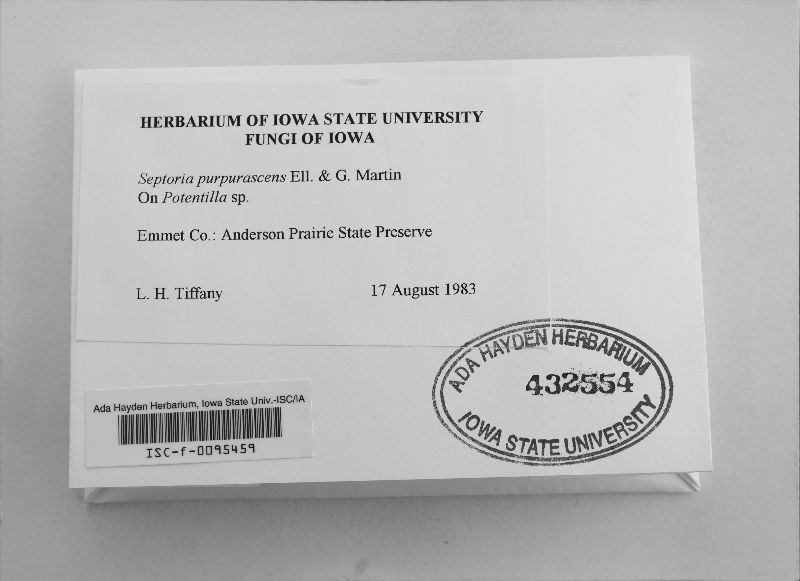 HERBARIUM OF IOWA STATE UNIVERSITY
FUNGI OF IOWA
Septoria purpurascens Ell. & G. Martin
On Potentilla sp.
Emmet Co.: Anderson Prairie State Preserve
L. H. Tiffany 17 August 1983
ADA HAYDEN HERBARIUM
432554
IOWA STATE UNIVERSITY
Ada Hayden Herbarium, Iowa State Univ.-ISC/IA
ISC-f-0095459